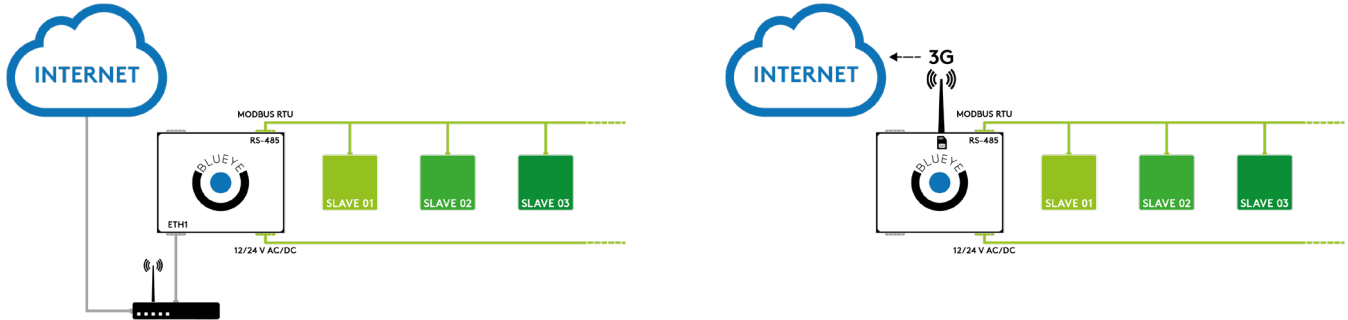 INTERNET
MODBUS RTU
RS-485
BLUEYE
SLAVE 01
SLAVE 02
SLAVE 03
ETH1
12/24 V AC/DC
3G
INTERNET
MODBUS RTU
RS-485
BLUEYE
SLAVE 01
SLAVE 02
SLAVE 03
12/24 V AC/DC